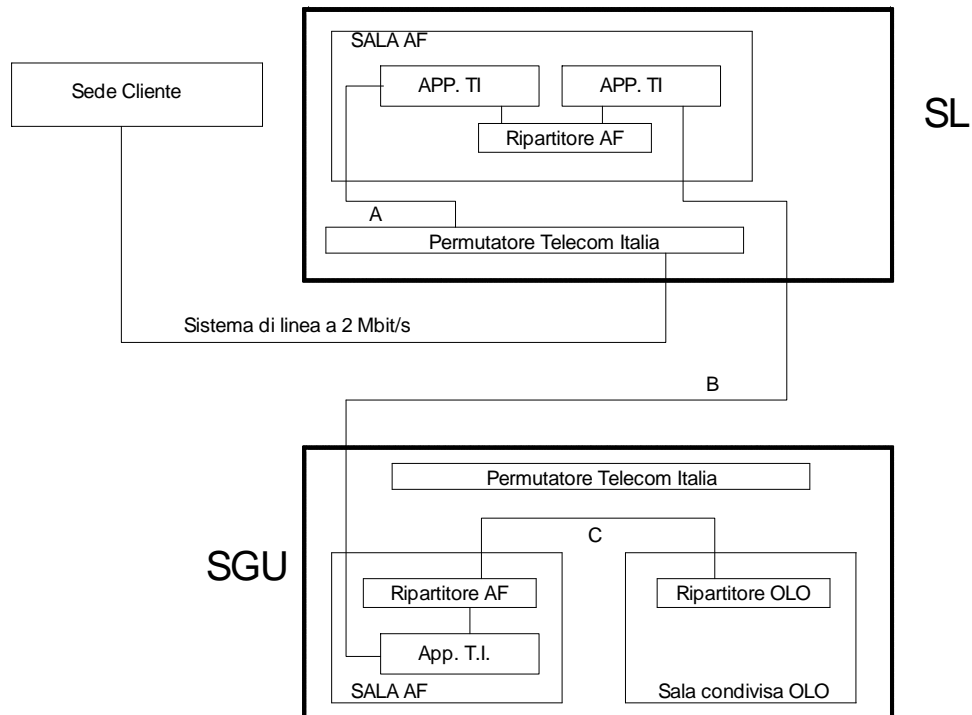 SALA AF
Sede Cliente
APP. TI
APP. TI
SL
Ripartitore AF
A
Permutatore Telecom Italia
Sistema di linea a 2 Mbit/s
B
Permutatore Telecom Italia
C
SGU
Ripartitore AF
Ripartitore OLO
App. T.I.
SALA AF
Sala condivisa OLO